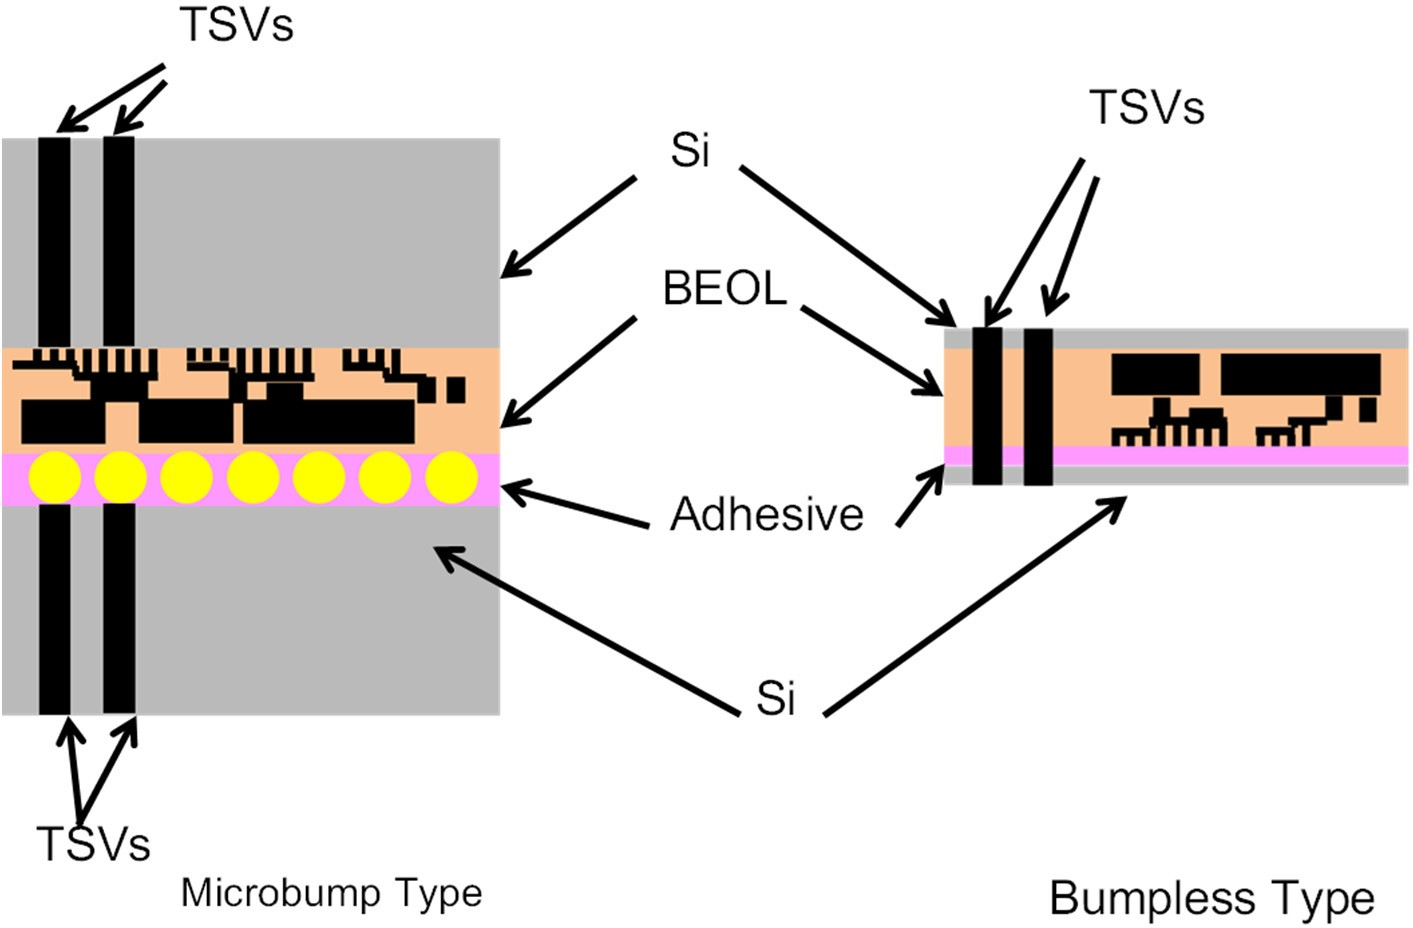 TSVs
TSVs
Si
BEOL
Adhesive
Si
TSVs
Microbump Type
Bumpless Type